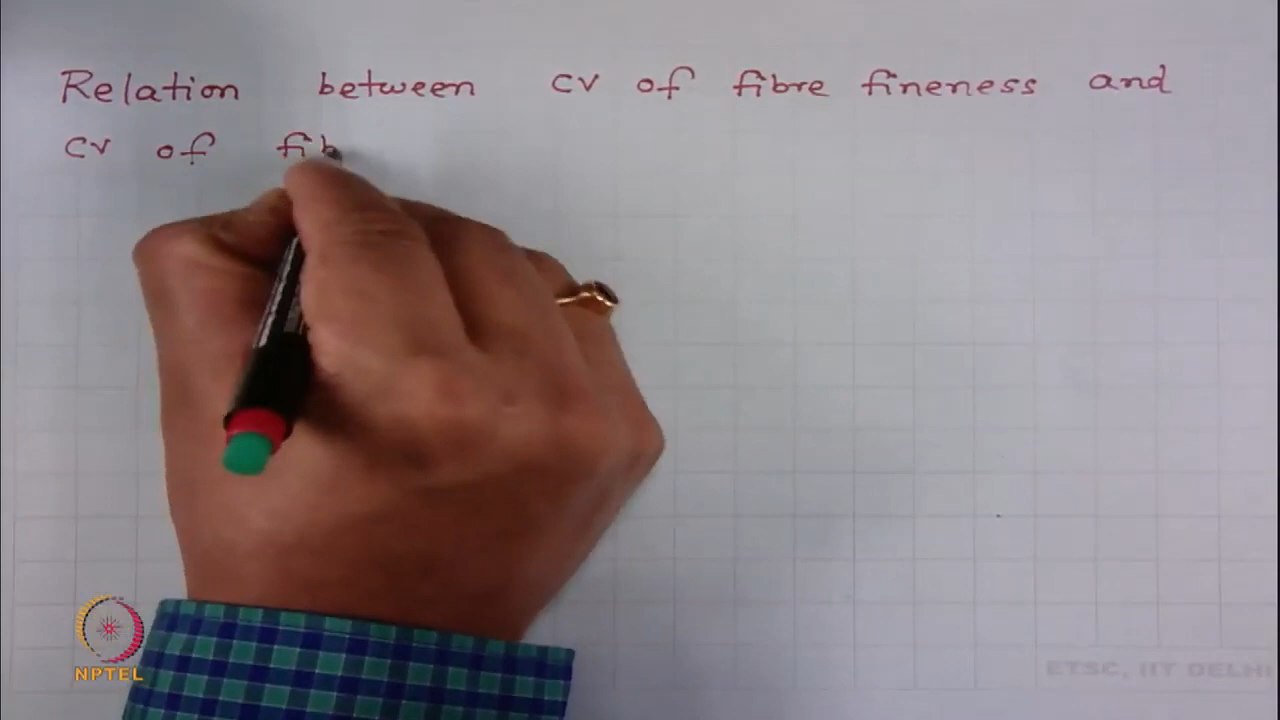 Relation between CV of fibre fineness and
CV of fib
NPTEL
ETSC, IIT DELHI